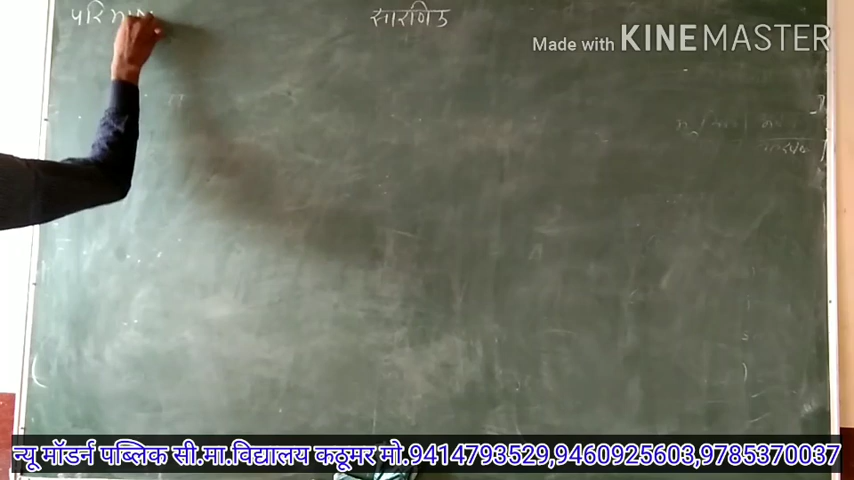 परिभाषा सारणिक
Made with KINEMASTER
न्यू मॉडर्न पब्लिक सी.मा.विद्यालय कठूमर मो.9414793529,9460925603,9785370037